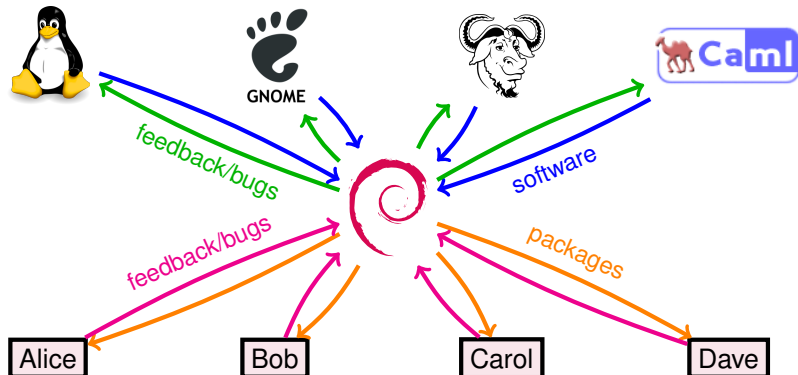 GNOME
Caml
feedback/bugs
software
feedback/bugs
packages
Alice
Bob
Carol
Dave